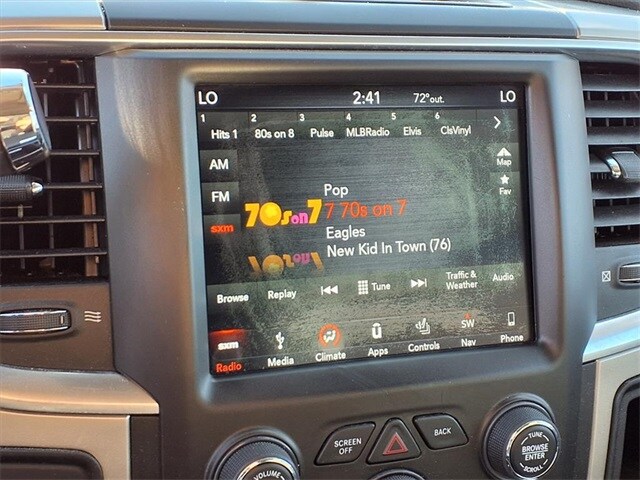 LO 2:41 72°out. LO
1 2 3 4 5 6
Hits 1 80s on 8 Pulse MLBRadio Elvis ClsVinyl
AM
Map
FM
Fav
sxm
Pop
70s on 7
7 70s on 7
Eagles
New Kid In Town (76)
Browse Replay Tune Traffic & Weather Audio
sxm
SW
Radio Media Climate Apps Controls Nav Phone
SCREEN OFF
BACK
VOLUME
TUNE
BROWSE
ENTER
SCROLL